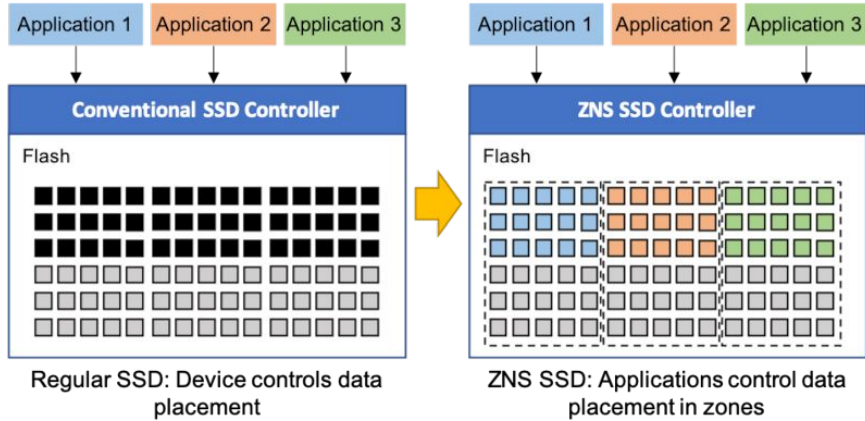 Application 1
Application 2
Application 3
Conventional SSD Controller
Flash
Regular SSD: Device controls data
placement
Application 1
Application 2
Application 3
ZNS SSD Controller
Flash
ZNS SSD: Applications control data
placement in zones